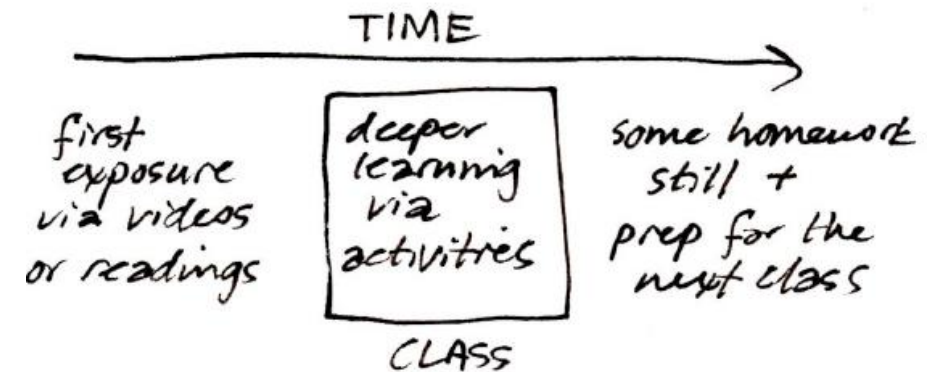 TIME
first
exposure
via videos
or readings
deeper
learning
via
activities
some homework
still +
prep for the
next class
CLASS